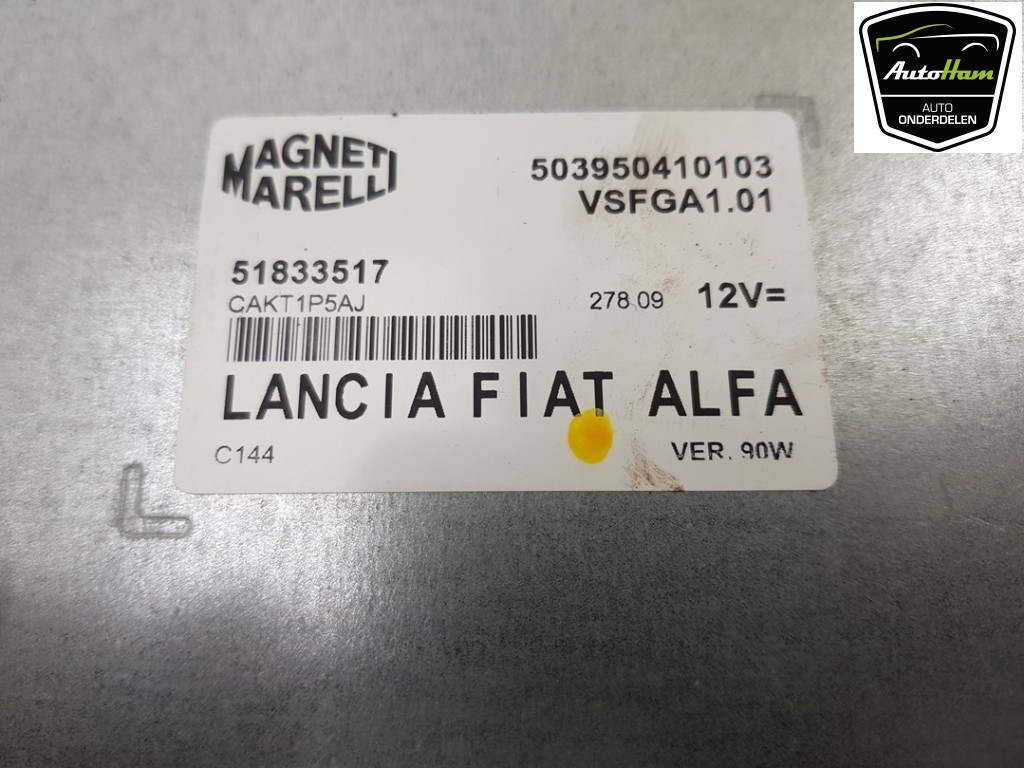 AutoHam
AUTO
ONDERDELEN
MAGNETI
MARELLI
503950410103
VSFGA1.01
51833517
CAKT1P5AJ
278.09 12V=
LANCIA FIAT ALFA
C144
VER. 90W